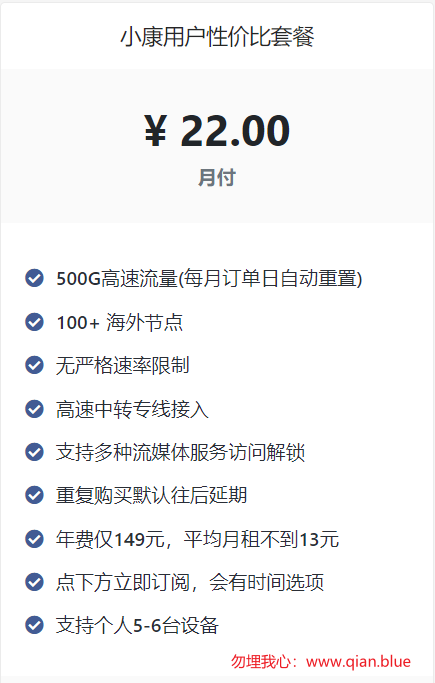 小康用户性价比套餐
¥ 22.00
月付
500G高速流量(每月订单日自动重置)
100+ 海外节点
无严格速率限制
高速中转专线接入
支持多种流媒体服务访问解锁
重复购买默认往后延期
年费仅149元，平均月租不到13元
点下方立即订阅，会有时间选项
支持个人5-6台设备
勿埋我心：www.qian.blue